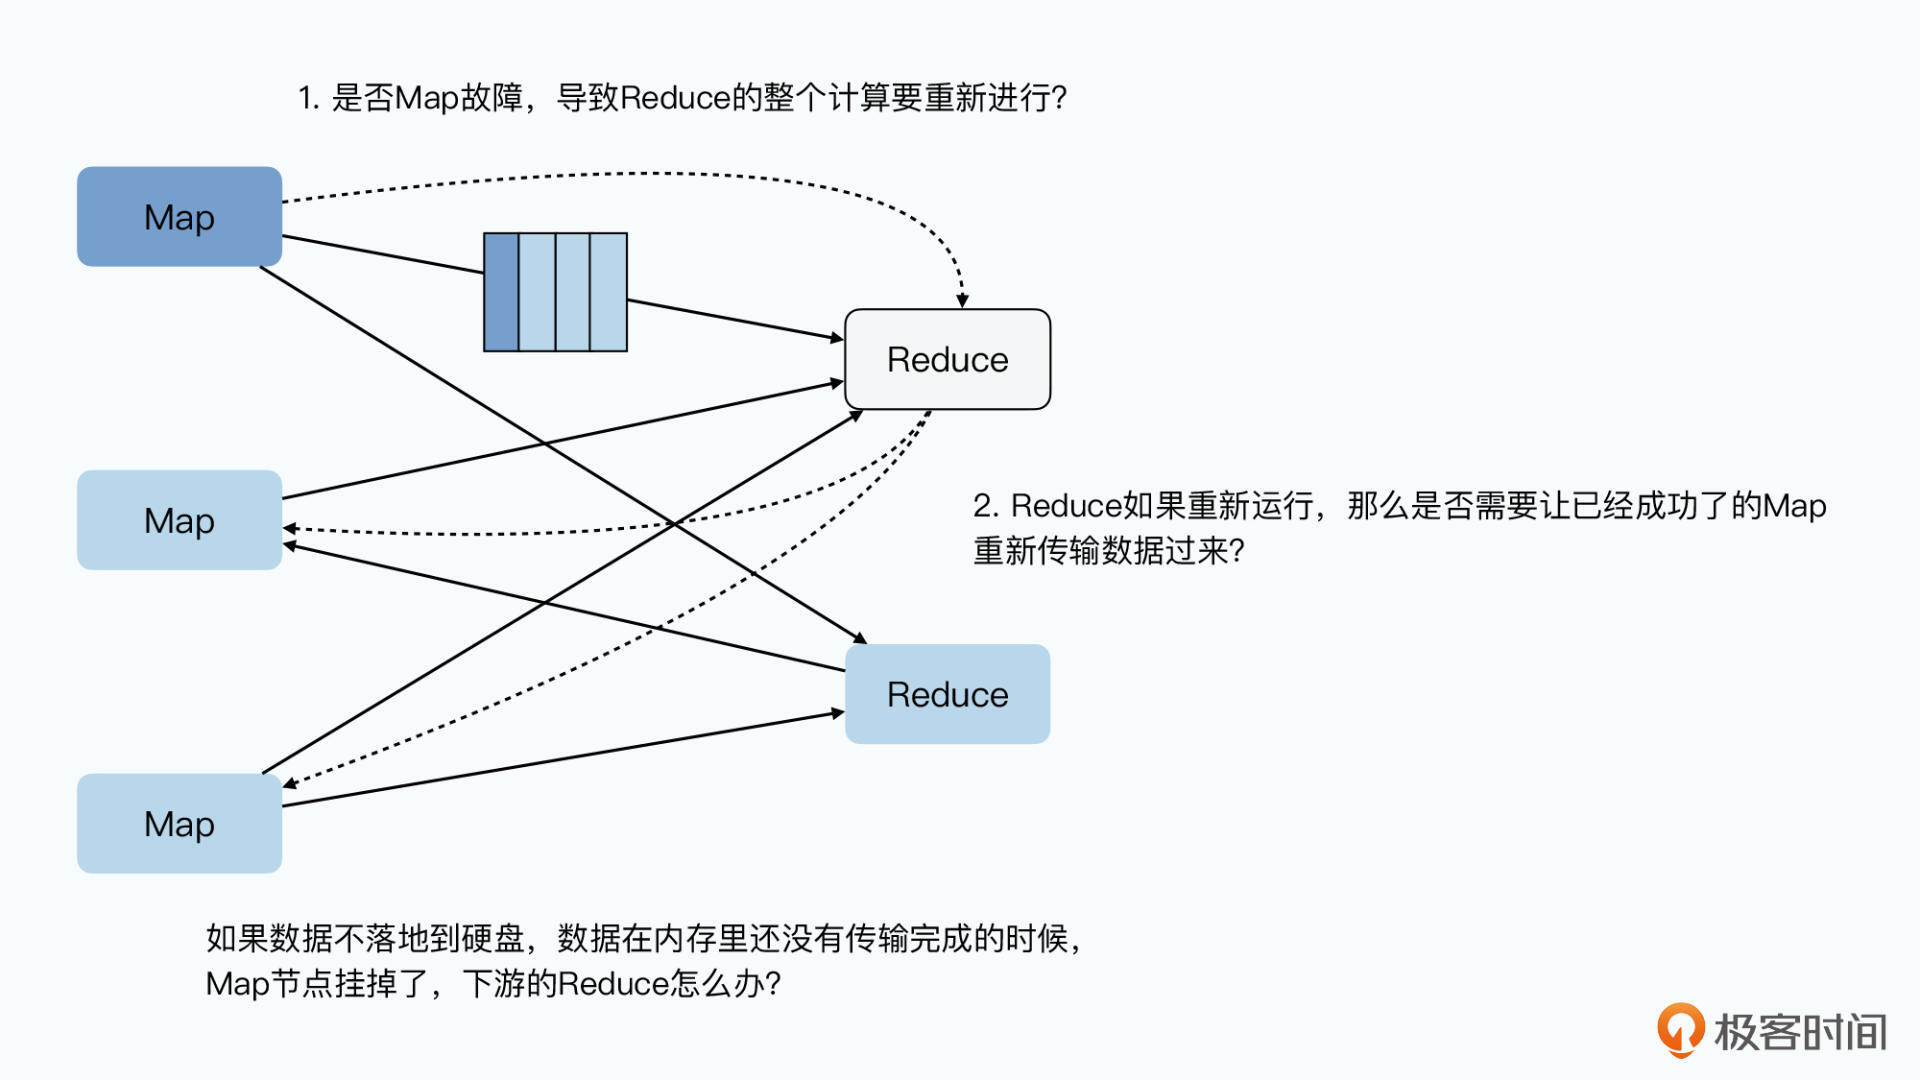 1. 是否Map故障，导致Reduce的整个计算要重新进行？
Map
Reduce
Map
2. Reduce如果重新运行，那么是否需要让已经成功了的Map
重新传输数据过来？
Reduce
Map
如果数据不落地到硬盘，数据在内存里还没有传输完成的时候，
Map节点挂掉了，下游的Reduce怎么办？
极客时间